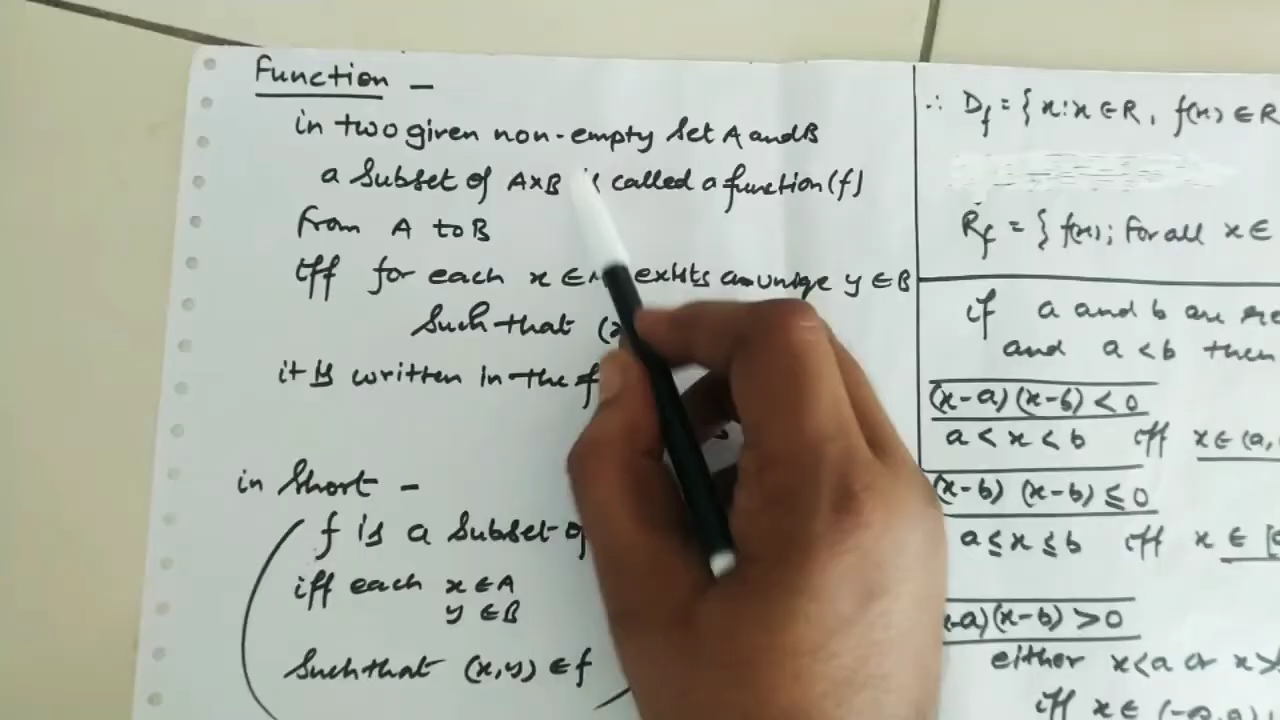 Function -
in two given non-empty set A and B
a subset of A×B is called a function (f)
from A to B
iff for each x ∈ exists an uniqe y ∈ B
Such that (x
it is written in the f
in Short -
f is a subset of
iff each x ∈ A
y ∈ B
Such that (x,y) ∈ f
∴ Df = { x : x ∈ R, f(x) ∈ R
Rf = { f(x); for all x ∈
if a and b are
and a < b then
(x-a) (x-b) < 0
a < x < b iff x ∈ (a,
(x-b) (x-b) ≤ 0
a ≤ x ≤ b iff x ∈ [
-a)(x-b) > 0
either x<a or x>
iff x ∈ (-∞,a)